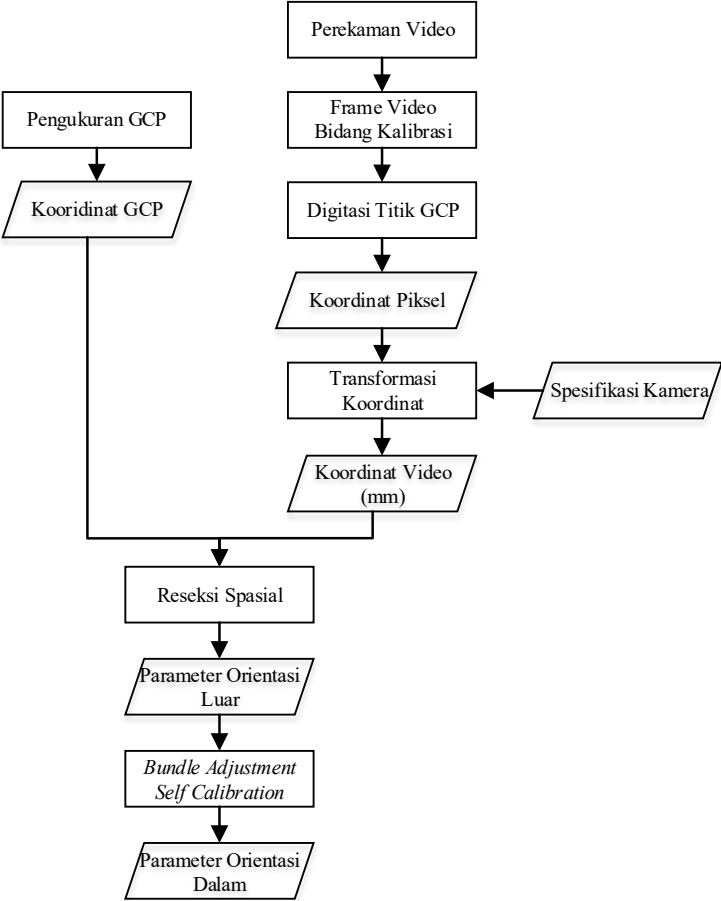 Perekaman Video
Pengukuran GCP
Frame Video
Bidang Kalibrasi
Kooridinat GCP
Digitasi Titik GCP
Koordinat Piksel
Transformasi
Koordinat
Spesifikasi Kamera
Koordinat Video
(mm)
Reseksi Spasial
Parameter Orientasi
Luar
Bundle Adjustment
Self Calibration
Parameter Orientasi
Dalam